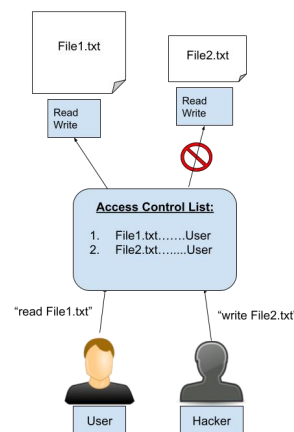 File1.txt
File2.txt
Read
Write
Read
Write
Access Control List:
1. File1.txt.......User
2. File2.txt........User
“read File1.txt”
“write File2.txt’
User
Hacker